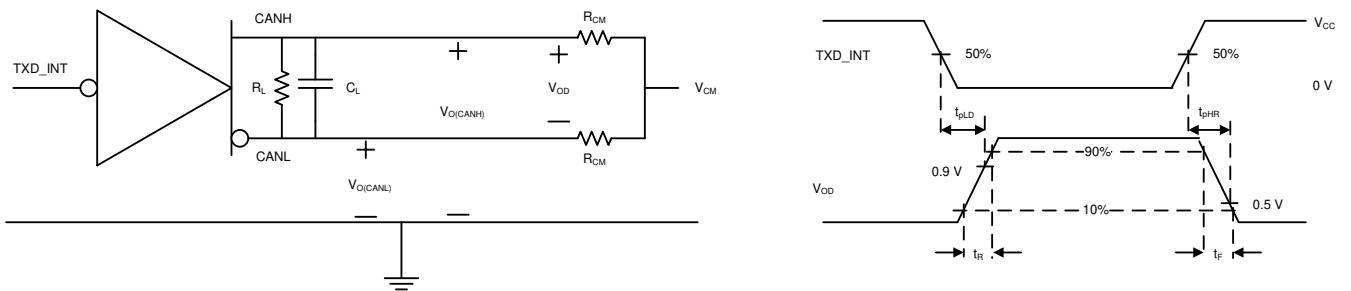 CANH
R_CM
TXD_INT
R_L
C_L
V_OD
V_CM
V_O(CANH)
CANL
R_CM
V_O(CANL)
V_CC
TXD_INT
50%
50%
0 V
t_pLD
t_pHR
90%
0.9 V
V_OD
10%
0.5 V
t_R
t_F